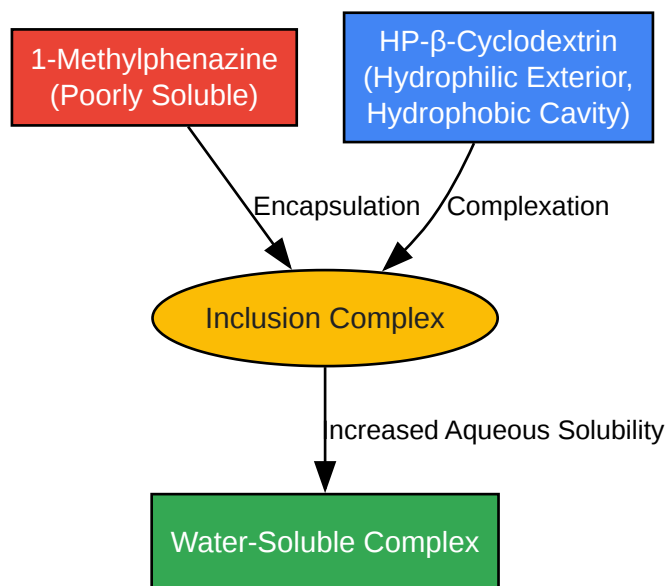 1-Methylphenazine
(Poorly Soluble)
HP-β-Cyclodextrin
(Hydrophilic Exterior,
Hydrophobic Cavity)
Encapsulation
Complexation
Inclusion Complex
Increased Aqueous Solubility
Water-Soluble Complex